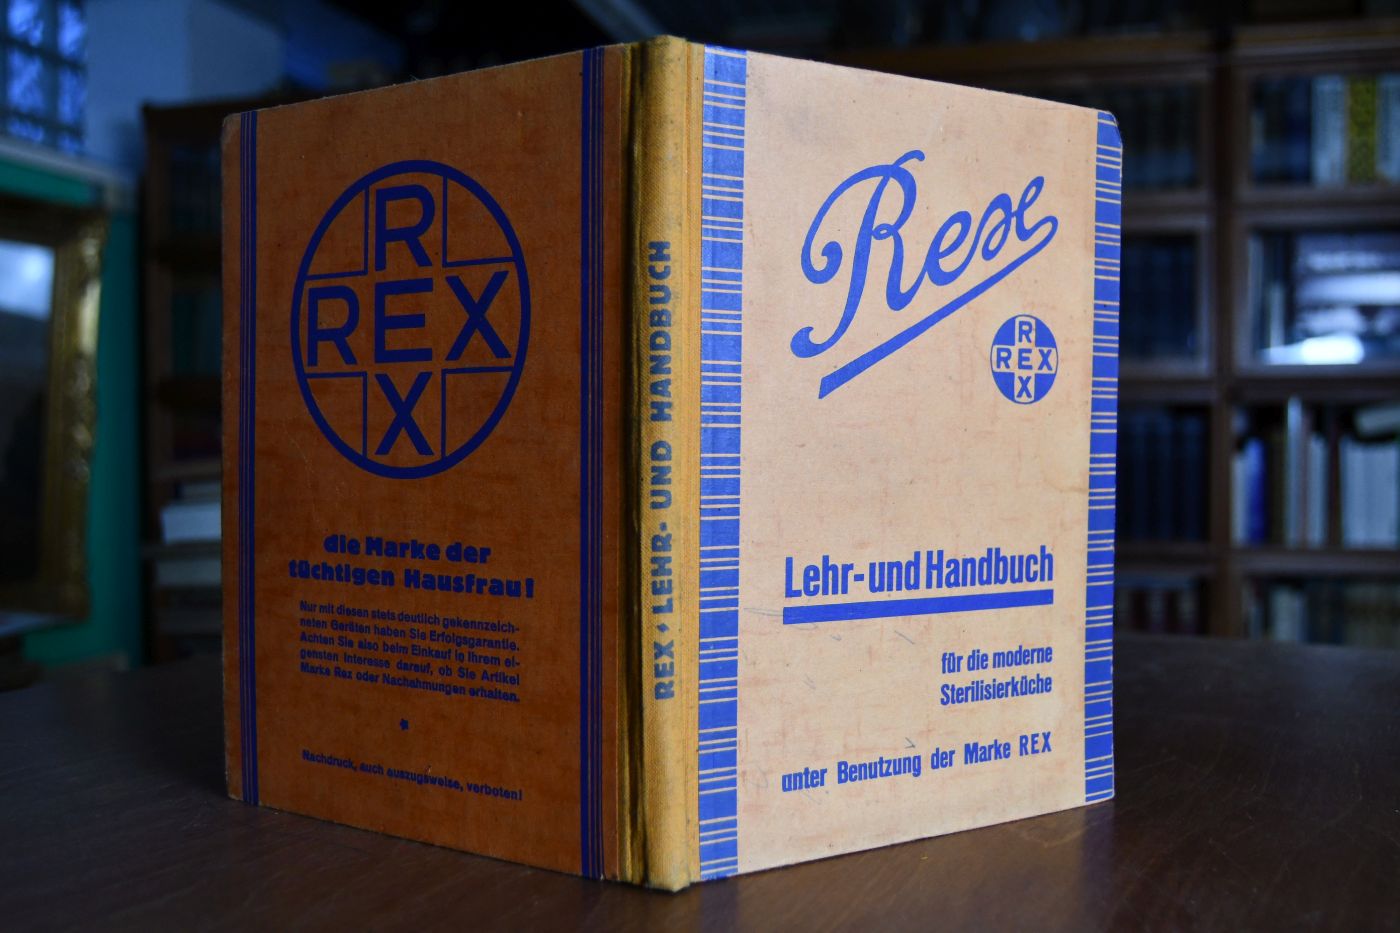 R
REX
X
die Marke der
tüchtigen Hausfrau!
Nur mit diesen stets deutlich gekennzeich-
neten Geräten haben Sie Erfolgsgarantie.
Achten Sie also beim Einkauf in Ihrem ei-
gensten Interesse darauf, ob Sie Artikel
Marke Rex oder Nachahmungen erhalten.
*
Nachdruck, auch auszugsweise, verboten!
REX • LEHR- UND HANDBUCH
Rex
R
REX
X
Lehr- und Handbuch
für die moderne
Sterilisierküche
unter Benutzung der Marke REX